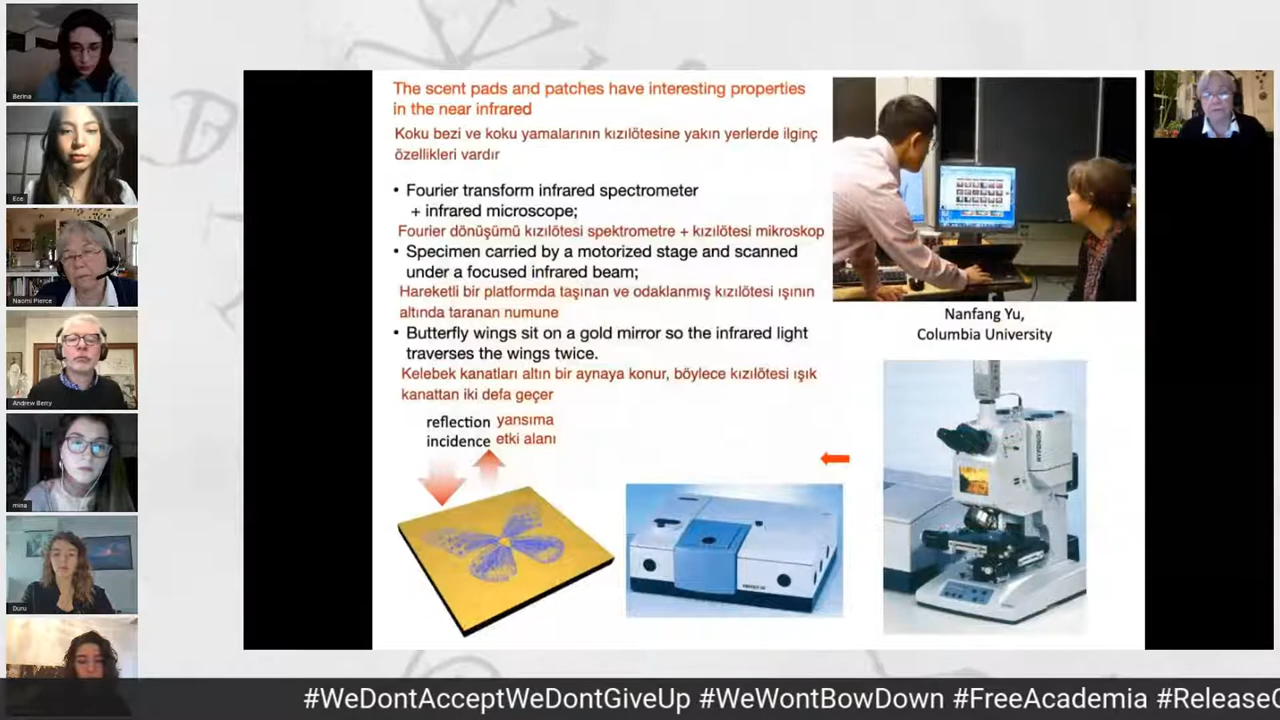 Berina
Ece
Naomi Pierce
Andrew Berry
mina
Duru
The scent pads and patches have interesting properties
in the near infrared
Koku bezi ve koku yamalarının kızılötesine yakın yerlerde ilginç
özellikleri vardır
• Fourier transform infrared spectrometer
+ infrared microscope;
Fourier dönüşümü kızılötesi spektrometre + kızılötesi mikroskop
• Specimen carried by a motorized stage and scanned
under a focused infrared beam;
Hareketli bir platformda taşınan ve odaklanmış kızılötesi ışının
altında taranan numune
• Butterfly wings sit on a gold mirror so the infrared light
traverses the wings twice.
Kelebek kanatları altın bir aynaya konur, böylece kızılötesi ışık
kanattan iki defa geçer
reflection yansıma
incidence etki alanı
Nanfang Yu,
Columbia University
HYPERION
#WeDontAcceptWeDontGiveUp #WeWontBowDown #FreeAcademia #Release